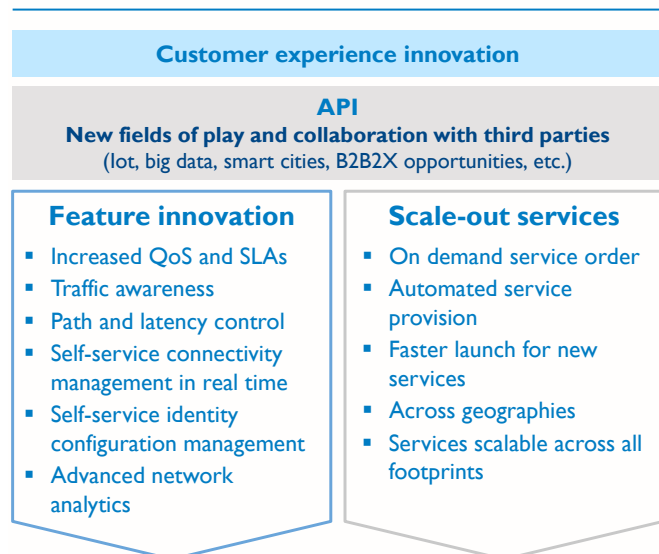 Customer experience innovation
API
New fields of play and collaboration with third parties
(Iot, big data, smart cities, B2B2X opportunities, etc.)
Feature innovation
▪ Increased QoS and SLAs
▪ Traffic awareness
▪ Path and latency control
▪ Self-service connectivity
management in real time
▪ Self-service identity
configuration management
▪ Advanced network
analytics
Scale-out services
▪ On demand service order
▪ Automated service
provision
▪ Faster launch for new
services
▪ Across geographies
▪ Services scalable across all
footprints